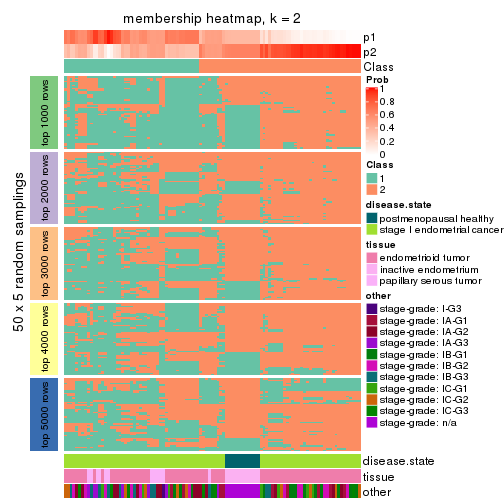 membership heatmap, k = 2
p1
p2
Class
50 x 5 random samplings
top 1000 rows
top 2000 rows
top 3000 rows
top 4000 rows
top 5000 rows
disease.state
tissue
other
Prob
1
0.8
0.6
0.4
0.2
0
Class
1
2
disease.state
postmenopausal healthy
stage I endometrial cancer
tissue
endometrioid tumor
inactive endometrium
papillary serous tumor
other
stage-grade: I-G3
stage-grade: IA-G1
stage-grade: IA-G2
stage-grade: IA-G3
stage-grade: IB-G1
stage-grade: IB-G2
stage-grade: IB-G3
stage-grade: IC-G1
stage-grade: IC-G2
stage-grade: IC-G3
stage-grade: n/a